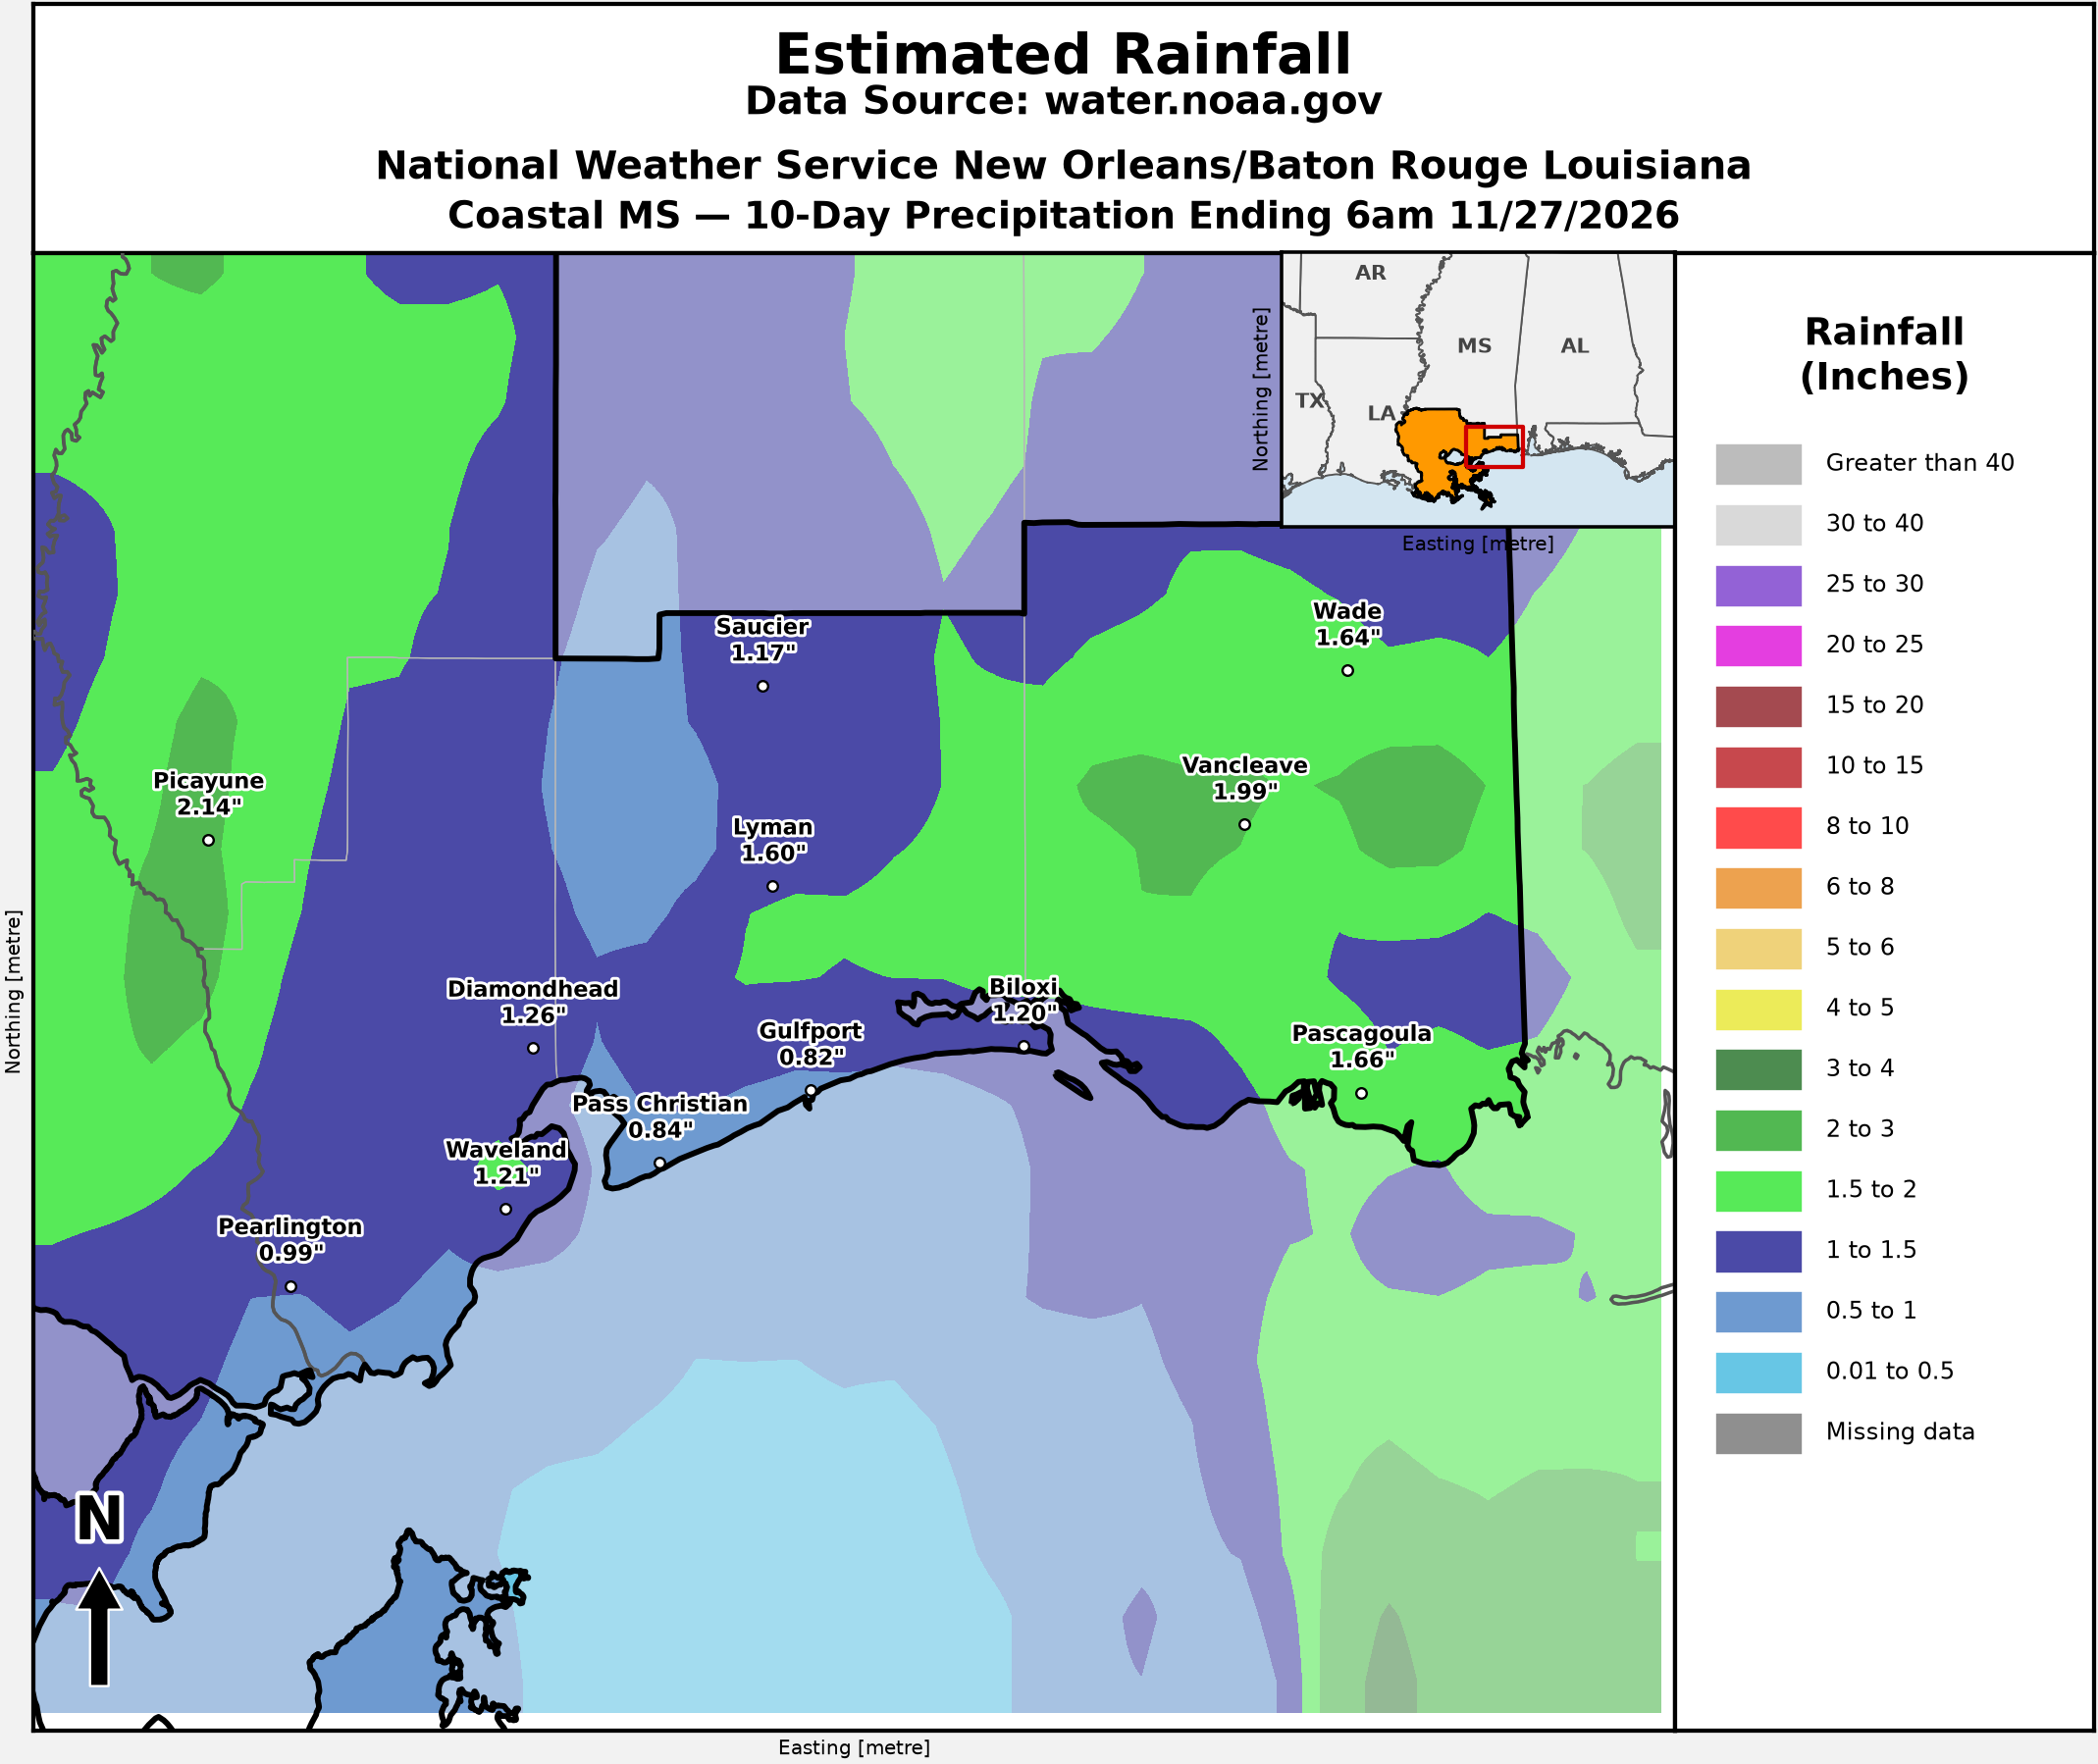 Estimated Rainfall
Data Source: water.noaa.gov
National Weather Service New Orleans/Baton Rouge Louisiana
Coastal MS — 10-Day Precipitation Ending 6am 11/27/2026
AR
MS
AL
TX
LA
Northing [metre]
Easting [metre]
Rainfall
(Inches)
Greater than 40
30 to 40
25 to 30
20 to 25
15 to 20
10 to 15
8 to 10
6 to 8
5 to 6
4 to 5
3 to 4
2 to 3
1.5 to 2
1 to 1.5
0.5 to 1
0.01 to 0.5
Missing data
Saucier
1.17"
Wade
1.64"
Picayune
2.14"
Vancleave
1.99"
Lyman
1.60"
Diamondhead
1.26"
Biloxi
1.20"
Gulfport
0.82"
Pascagoula
1.66"
Pass Christian
0.84"
Waveland
1.21"
Pearlington
0.99"
N
Northing [metre]
Easting [metre]